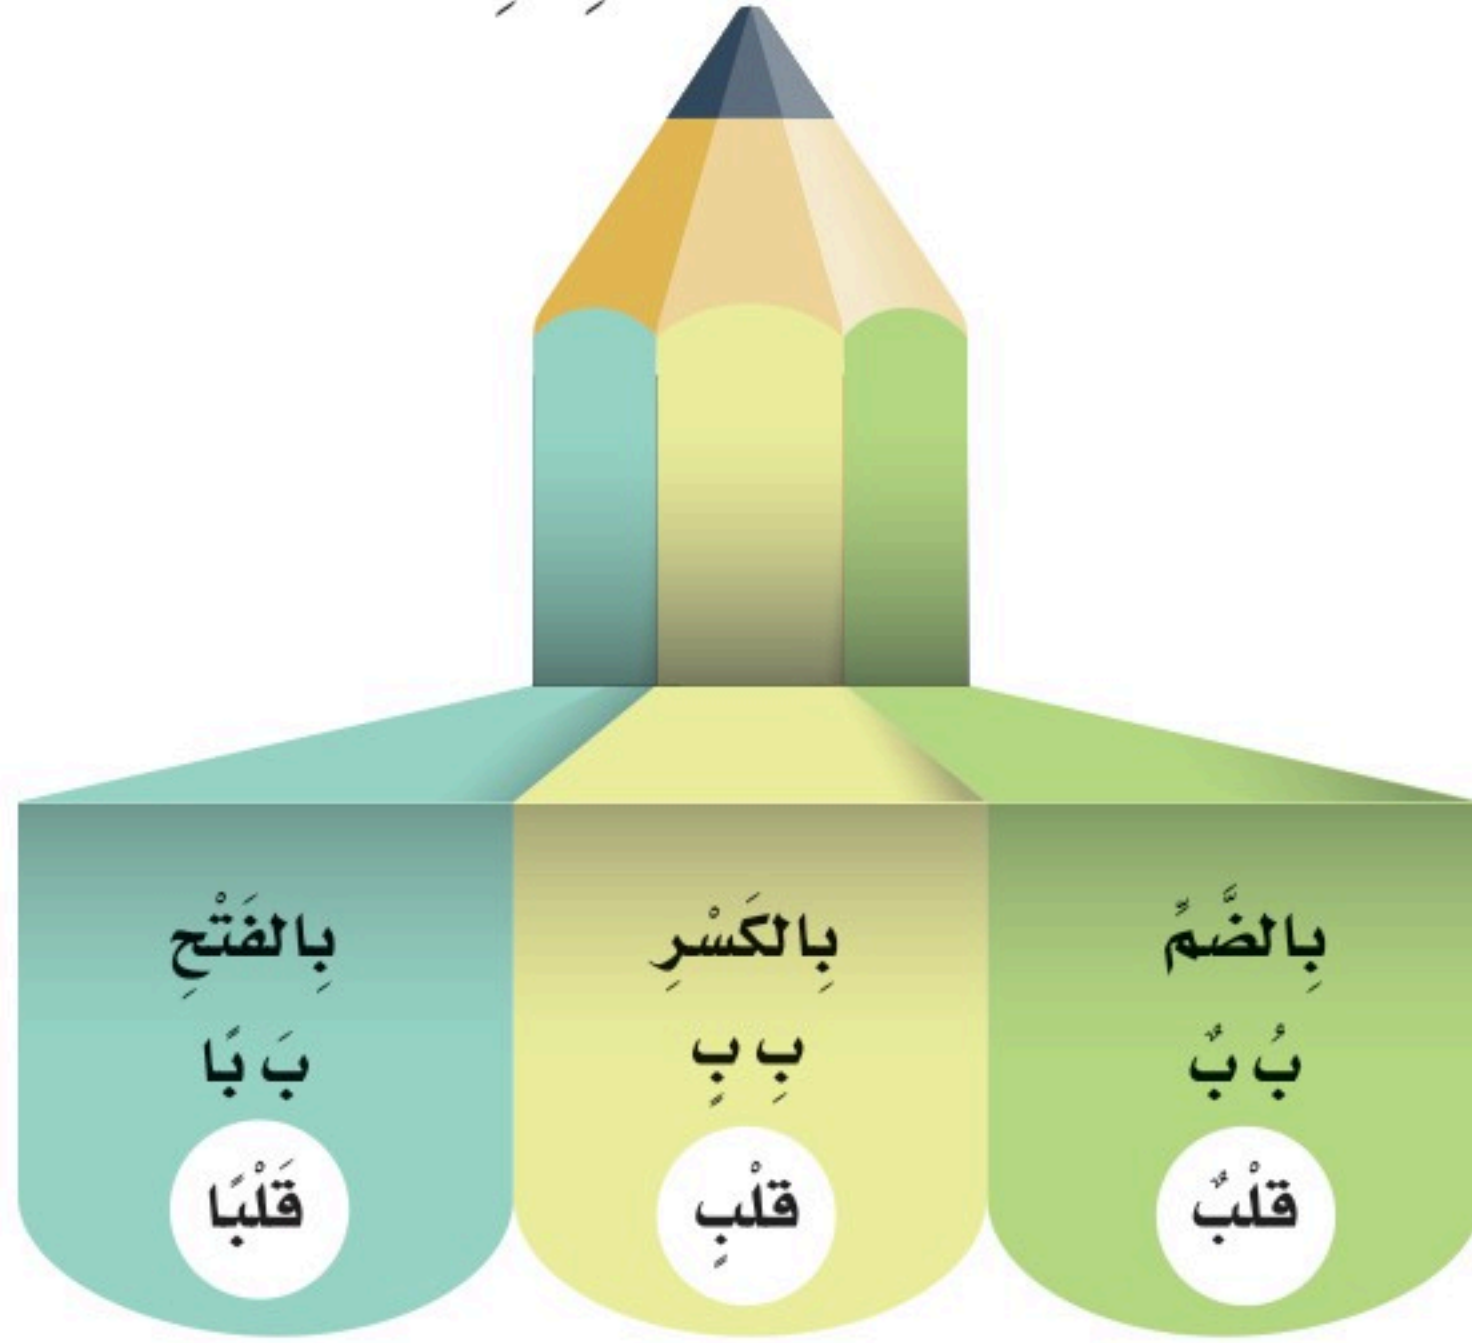 بِالضَّمِّ
بُ بٌ
قلْبٌ
بِالكَسْرِ
بِ بٍ
قلْبٍ
بِالفَتْحِ
بَ بًا
قَلْبًا